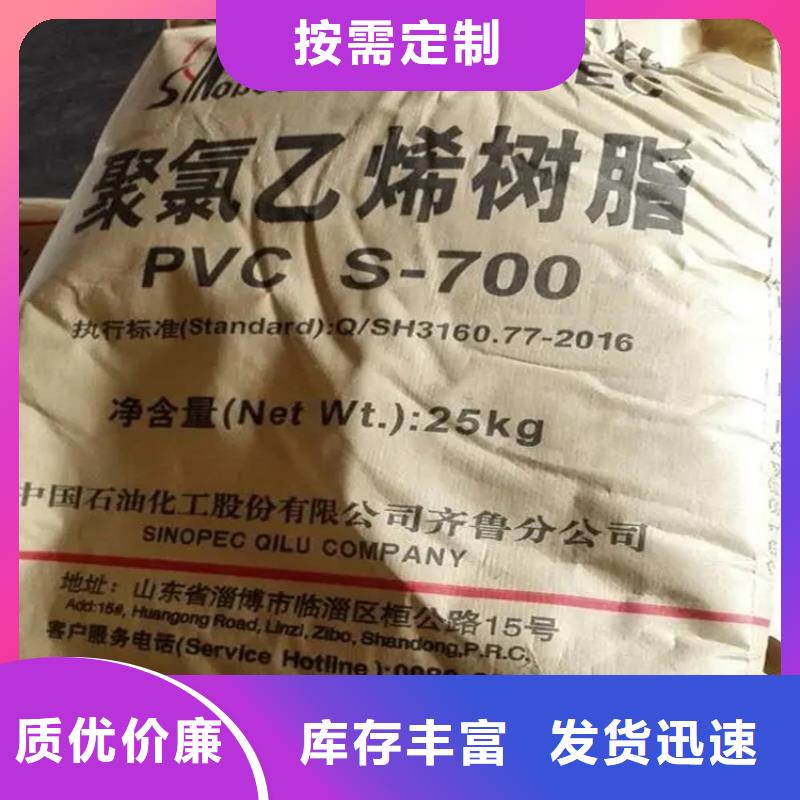 按需定制
聚氯乙烯树脂
PVC S-700
执行标准(Standard):Q/SH3160.77-2016
净含量(Net Wt.):25kg
中国石油化工股份有限公司齐鲁分公司
SINOPEC QILU COMPANY
地址：山东省淄博市临淄区桓公路15号
Add:15#, Huangong Road, Linzi, Zibo, Shandong,P.R.C,
客户服务电话(Service Hotline):
质优价廉 库存丰富 发货迅速